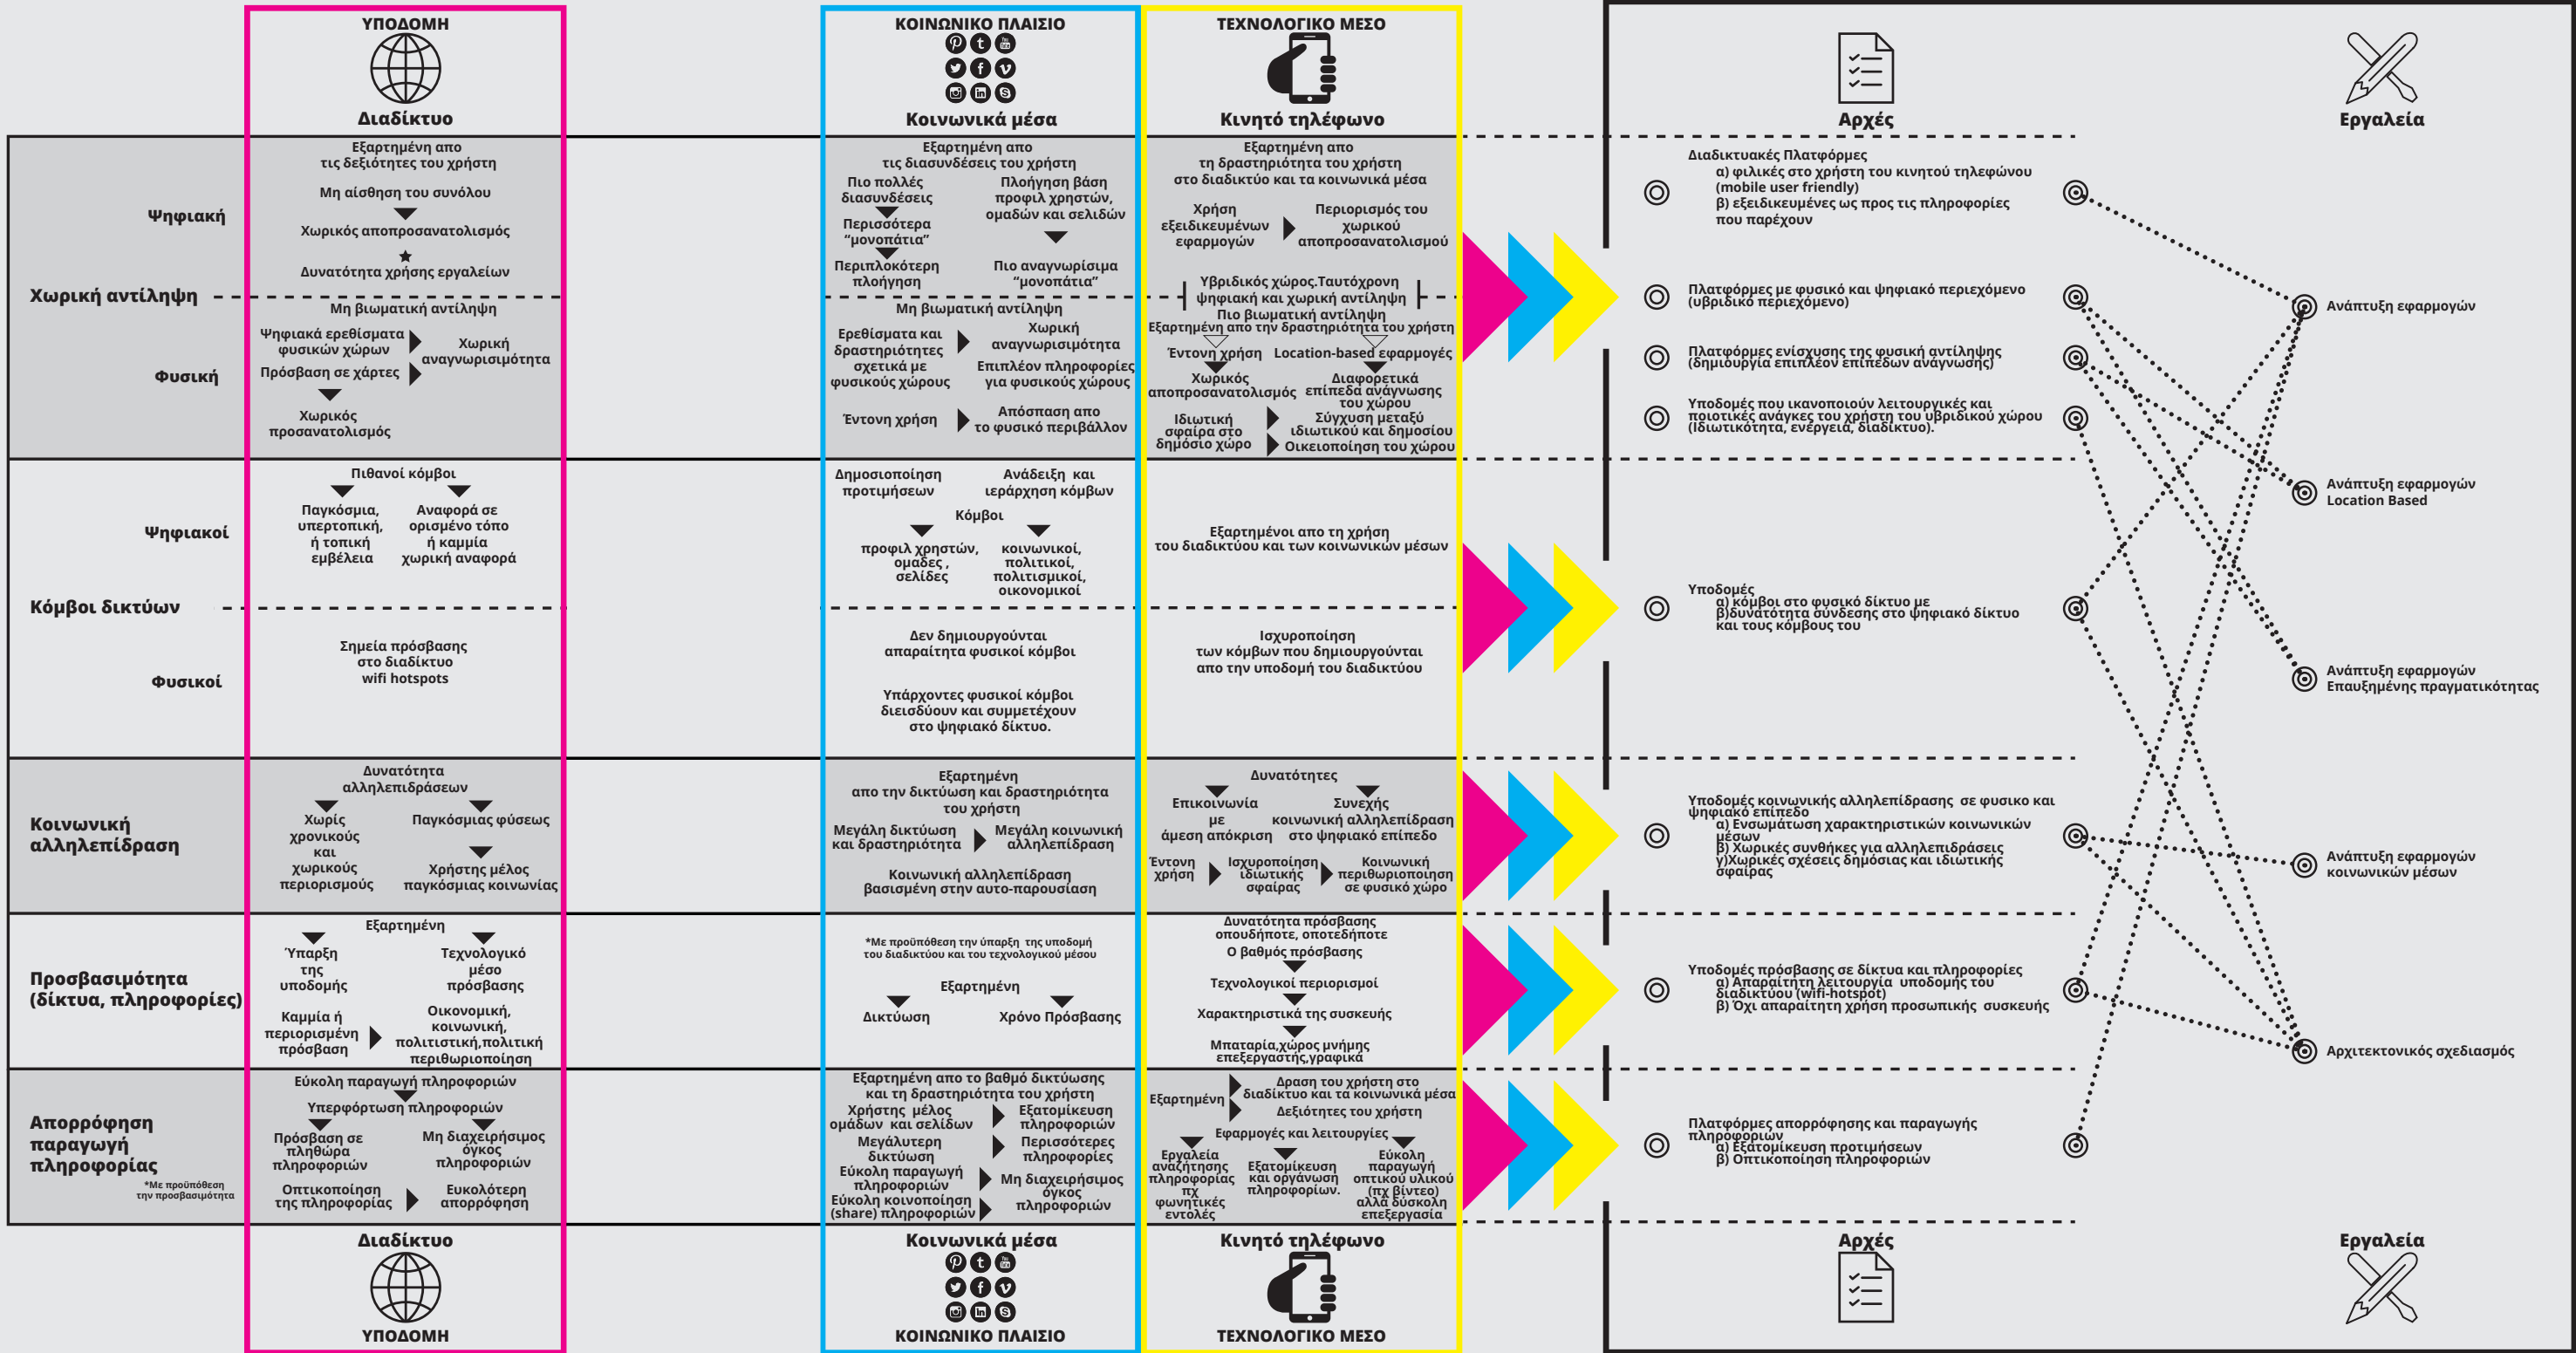 ΥΠΟΔΟΜΗ
Διαδίκτυο
ΚΟΙΝΩΝΙΚΟ ΠΛΑΙΣΙΟ
Κοινωνικά μέσα
ΤΕΧΝΟΛΟΓΙΚΟ ΜΕΣΟ
Κινητό τηλέφωνο
Αρχές
Εργαλεία
Χωρική αντίληψη
Ψηφιακή
Εξαρτημένη απο
τις δεξιότητες του χρήστη
Μη αίσθηση του συνόλου
Χωρικός αποπροσανατολισμός
Δυνατότητα χρήσης εργαλείων
Εξαρτημένη απο
τις διασυνδέσεις του χρήστη
Πιο πολλές
διασυνδέσεις
Περισσότερα
“μονοπάτια”
Περιπλοκότερη
πλοήγηση
Πλοήγηση βάση
προφιλ χρηστών,
ομαδών και σελιδών
Πιο αναγνωρίσιμα
“μονοπάτια”
Εξαρτημένη απο
τη δραστηριότητα του χρήστη
στο διαδικτύο και τα κοινωνικά μέσα
Χρήση
εξειδικευμένων
εφαρμογών
Περιορισμός του
χωρικού
αποπροσανατολισμού
Υβριδικός χώρος.Ταυτόχρονη
ψηφιακή και χωρική αντίληψη
Φυσική
Μη βιωματική αντίληψη
Ψηφιακά ερεθίσματα
φυσικών χώρων
Πρόσβαση σε χάρτες
Χωρική
αναγνωρισιμότητα
Χωρικός
προσανατολισμός
Μη βιωματική αντίληψη
Ερεθίσματα και
δραστηριότητες
σχετικά με
φυσικούς χώρους
Χωρική
αναγνωρισιμότητα
Επιπλέον πληροφορίες
για φυσικούς χώρους
Έντονη χρήση
Απόσπαση απο
το φυσικό περιβάλλον
Πιο βιωματική αντίληψη
Εξαρτημένη απο την δραστηριότητα του χρήστη
Έντονη χρήση
Location-based εφαρμογές
Χωρικός
αποπροσανατολισμός
Διαφορετικά
επίπεδα ανάγνωσης
του χώρου
Ιδιωτική
σφαίρα στο
δημόσιο χώρο
Σύγχυση μεταξύ
ιδιωτικού και δημοσίου
Οικειοποίηση του χώρου
Διαδικτυακές Πλατφόρμες
α) φιλικές στο χρήστη του κινητού τηλεφώνου
(mobile user friendly)
β) εξειδικευμένες ως προς τις πληροφορίες
που παρέχουν
Πλατφόρμες με φυσικό και ψηφιακό περιεχόμενο
(υβριδικο περιεχόμενο)
Πλατφόρμες ενίσχυσης της φυσική αντίληψης
(δημιουργία επιπλέον επίπεδων ανάγνωσης)
Υποδομές που ικανοποιούν λειτουργικές και
ποιοτικές ανάγκες του χρήστη του υβριδικού χώρου
(Ιδιωτικότητα, ενέργειά, διαδίκτυο).
Κόμβοι δικτύων
Ψηφιακοί
Πιθανοί κόμβοι
Παγκόσμια,
υπερτοπική,
ή τοπική
εμβέλεια
Αναφορά σε
ορισμένο τόπο
ή καμμία
χωρική αναφορά
Δημοσιοποίηση
προτιμήσεων
Ανάδειξη και
ιεράρχηση κόμβων
Κόμβοι
προφιλ χρηστών,
ομαδες ,
σελίδες
κοινωνικοί,
πολιτικοί,
πολιτισμικοί,
οικονομικοί
Εξαρτημένοι απο τη χρήση
του διαδικτύου και των κοινωνικών μέσων
Φυσικοί
Σημεία πρόσβασης
στο διαδίκτυο
wifi hotspots
Δεν δημιουργούνται
απαραίτητα φυσικοί κόμβοι
Υπάρχοντες φυσικοί κόμβοι
διεισδύουν και συμμετέχουν
στο ψηφιακό δίκτυο.
Ισχυροποίηση
των κόμβων που δημιουργούνται
απο την υποδομή του διαδικτύου
Υποδομές
α) κόμβοι στο φυσικό δίκτυο με
β)δυνατότητα σύνδεσης στο ψηφιακό δίκτυο
και τους κόμβους του
Κοινωνική
αλληλεπίδραση
Δυνατότητα
αλληλεπιδράσεων
Χωρίς
χρονικούς
και
χωρικούς
περιορισμούς
Παγκόσμιας φύσεως
Χρήστης μέλος
παγκόσμιας κοινωνίας
Εξαρτημένη
απο την δικτύωση και δραστηριότητα
του χρήστη
Μεγάλη δικτύωση
και δραστηριότητα
Μεγάλη κοινωνική
αλληλεπίδραση
Κοινωνική αλληλεπίδραση
βασισμένη στην αυτο-παρουσίαση
Δυνατότητες
Επικοινωνία
με
άμεση απόκριση
Συνεχής
κοινωνική αλληλεπίδραση
στο ψηφιακό επίπεδο
Έντονη
χρήση
Ισχυροποίηση
ιδιωτικής
σφαίρας
Κοινωνική
περιθωριοποίηση
σε φυσικό χώρο
Υποδομές κοινωνικής αλληλεπίδρασης  σε φυσικο και
ψηφιακό επίπεδο
α) Ενσωμάτωση χαρακτηριστικών κοινωνικών
μέσων
β) Χωρικές συνθήκες για αλληλεπιδράσεις
γ)Χωρικές σχέσεις δημόσιας και ιδιωτικής
σφαίρας
Προσβασιμότητα
(δίκτυα, πληροφορίες)
Εξαρτημένη
Ύπαρξη
της
υποδομής
Τεχνολογικό
μέσο
πρόσβασης
Καμμία ή
περιορισμένη
πρόσβαση
Οικονομική,
κοινωνική,
πολιτιστική,πολιτική
περιθωριοποίηση
*Με προϋπόθεση την ύπαρξη  της υποδομή
του διαδικτύου και του τεχνολογικού μέσου
Εξαρτημένη
Δικτύωση
Χρόνο Πρόσβασης
Δυνατότητα πρόσβασης
οπουδήποτε, οποτεδήποτε
Ο βαθμός πρόσβασης
Τεχνολογικοί περιορισμοί
Χαρακτηριστικά της συσκευής
Μπαταρία,χώρος μνήμης
επεξεργαστής,γραφικά
Υποδομές πρόσβασης σε δίκτυα και πληροφορίες
α) Απαραίτητη λειτουργία  υποδομής του
διαδικτύου (wifi-hotspot)
β) Όχι απαραίτητη χρήση προσωπικής  συσκευής
Απορρόφηση
παραγωγή
πληροφορίας
*Με προϋπόθεση
την προσβασιμότητα
Εύκολη παραγωγή πληροφοριών
Υπερφόρτωση πληροφοριών
Πρόσβαση σε
πληθώρα
πληροφοριών
Μη διαχειρήσιμος
όγκος
πληροφοριών
Οπτικοποίηση
της πληροφορίας
Ευκολότερη
απορρόφηση
Εξαρτημένη απο το βαθμό δικτύωσης
και τη δραστηριότητα του χρήστη
Χρήστης  μέλος
ομάδων  και σελίδων
Εξατομίκευση
πληροφοριών
Μεγάλυτερη
δικτύωση
Περισσότερες
πληροφορίες
Εύκολη παραγωγή
πληροφοριών
Εύκολη κοινοποίηση
(share) πληροφοριών
Μη διαχειρήσιμος
όγκος
πληροφοριών
Εξαρτημένη
Δραση του χρήστη στο
διαδίκτυο και τα κοινωνικά μέσα
Δεξιότητες του χρήστη
Εφαρμογές και λειτουργίες
Εργαλεία
αναζήτησης
πληροφορίας
πχ
φωνητικές
εντολές
Εξατομίκευση
και οργάνωση
πληροφορίων.
Εύκολη
παραγωγή
οπτικού υλικού
(πχ βίντεο)
αλλά δύσκολη
επεξεργασία
Πλατφόρμες απορρόφησης και παραγωγής
πληροφοριών
α) Εξατομίκευση προτιμήσεων
β) Οπτικοποίηση πληροφοριών
Ανάπτυξη εφαρμογών
Ανάπτυξη εφαρμογών
Location Based
Ανάπτυξη εφαρμογών
Επαυξημένης πραγματικότητας
Ανάπτυξη εφαρμογών
κοινωνικών μέσων
Αρχιτεκτονικός σχεδιασμός
Διαδίκτυο
ΥΠΟΔΟΜΗ
Κοινωνικά μέσα
ΚΟΙΝΩΝΙΚΟ ΠΛΑΙΣΙΟ
Κινητό τηλέφωνο
ΤΕΧΝΟΛΟΓΙΚΟ ΜΕΣΟ
Αρχές
Εργαλεία